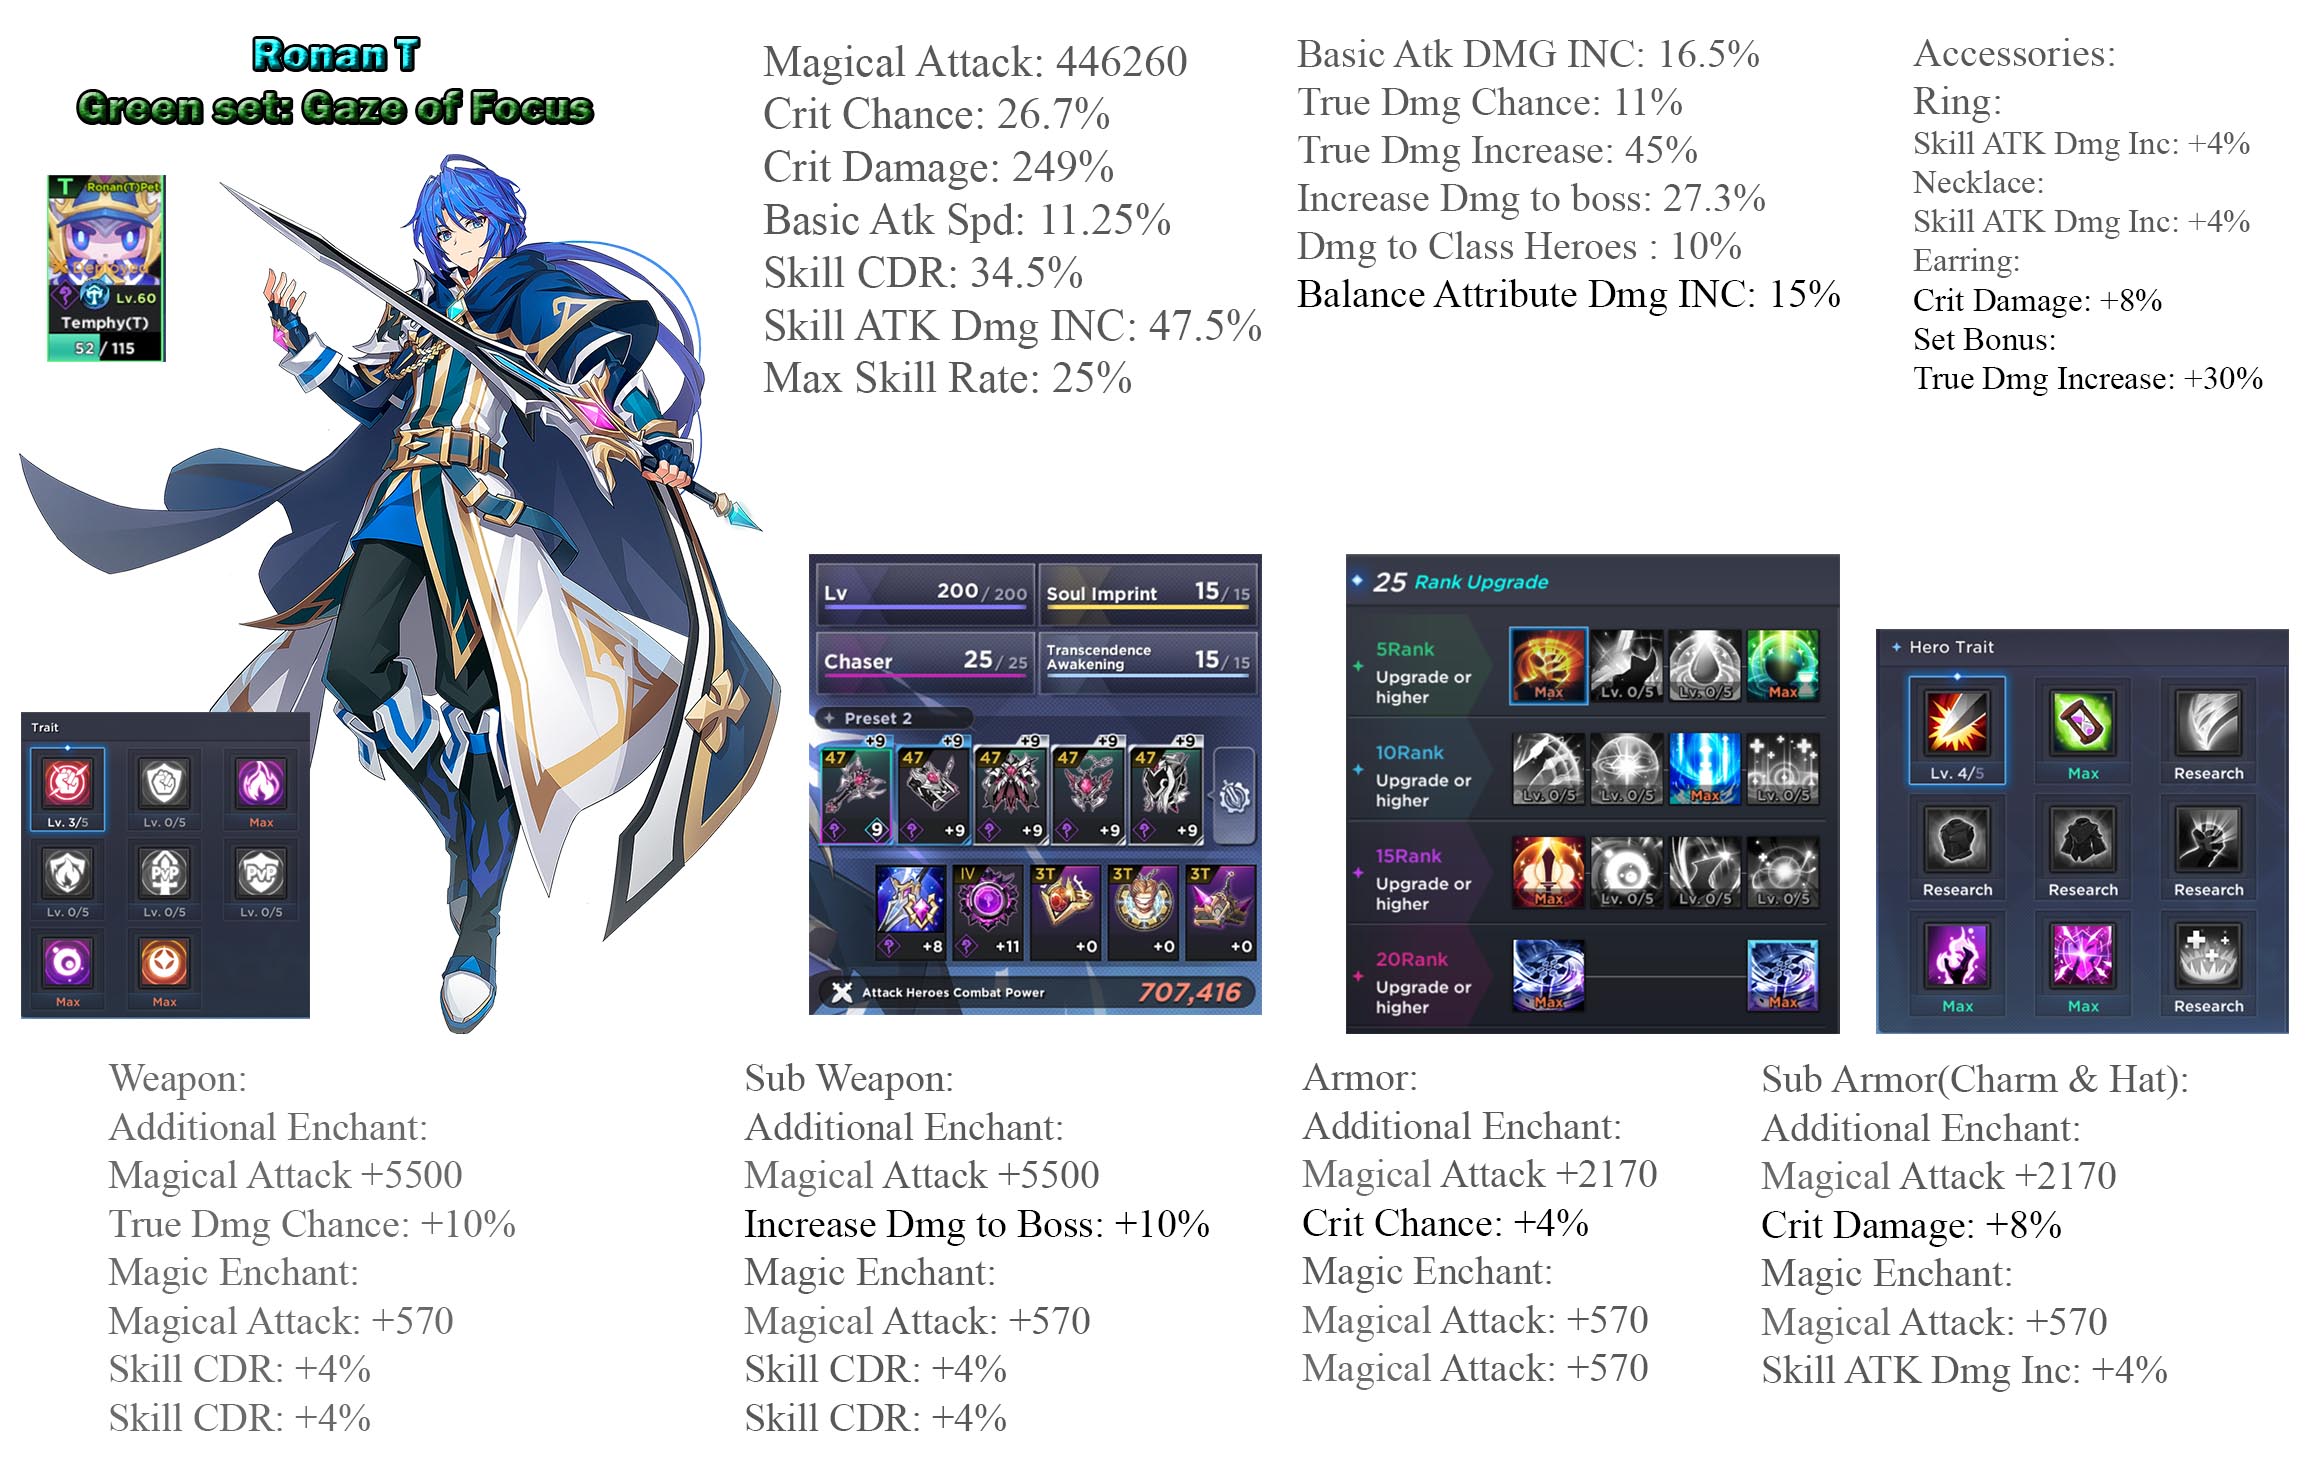 Ronan T
Green set: Gaze of Focus
T Ronan(T)Pet
Deployed
Lv.60
Temphy(T)
52 / 115
Magical Attack: 446260
Crit Chance: 26.7%
Crit Damage: 249%
Basic Atk Spd: 11.25%
Skill CDR: 34.5%
Skill ATK Dmg INC: 47.5%
Max Skill Rate: 25%
Basic Atk DMG INC: 16.5%
True Dmg Chance: 11%
True Dmg Increase: 45%
Increase Dmg to boss: 27.3%
Dmg to Class Heroes : 10%
Balance Attribute Dmg INC: 15%
Accessories:
Ring:
Skill ATK Dmg Inc: +4%
Necklace:
Skill ATK Dmg Inc: +4%
Earring:
Crit Damage: +8%
Set Bonus:
True Dmg Increase: +30%
Trait
Lv. 3/5 Lv. 0/5 Max
Lv. 0/5 Lv. 0/5 Lv. 0/5
PVP PVP
Max Max
Lv 200 / 200 Soul Imprint 15 / 15
Chaser 25 / 25 Transcendence Awakening 15 / 15
Preset 2
+9 +9 +9 +9 +9
47 47 47 47 47
9 +9 +9 +9 +9
IV 3T 3T 3T
+8 +11 +0 +0 +0
Attack Heroes Combat Power 707,416
25 Rank Upgrade
5Rank
Upgrade or
higher
Max Lv. 0/5 Lv. 0/5 Max
10Rank
Upgrade or
higher
Lv. 0/5 Lv. 0/5 Max Lv. 0/5
15Rank
Upgrade or
higher
Max Lv. 0/5 Lv. 0/5 Lv. 0/5
20Rank
Upgrade or
higher
Max Max
Hero Trait
Lv. 4/5 Max Research
Research Research Research
Max Max Research
Weapon:
Additional Enchant:
Magical Attack +5500
True Dmg Chance: +10%
Magic Enchant:
Magical Attack: +570
Skill CDR: +4%
Skill CDR: +4%
Sub Weapon:
Additional Enchant:
Magical Attack +5500
Increase Dmg to Boss: +10%
Magic Enchant:
Magical Attack: +570
Skill CDR: +4%
Skill CDR: +4%
Armor:
Additional Enchant:
Magical Attack +2170
Crit Chance: +4%
Magic Enchant:
Magical Attack: +570
Magical Attack: +570
Sub Armor(Charm & Hat):
Additional Enchant:
Magical Attack +2170
Crit Damage: +8%
Magic Enchant:
Magical Attack: +570
Skill ATK Dmg Inc: +4%